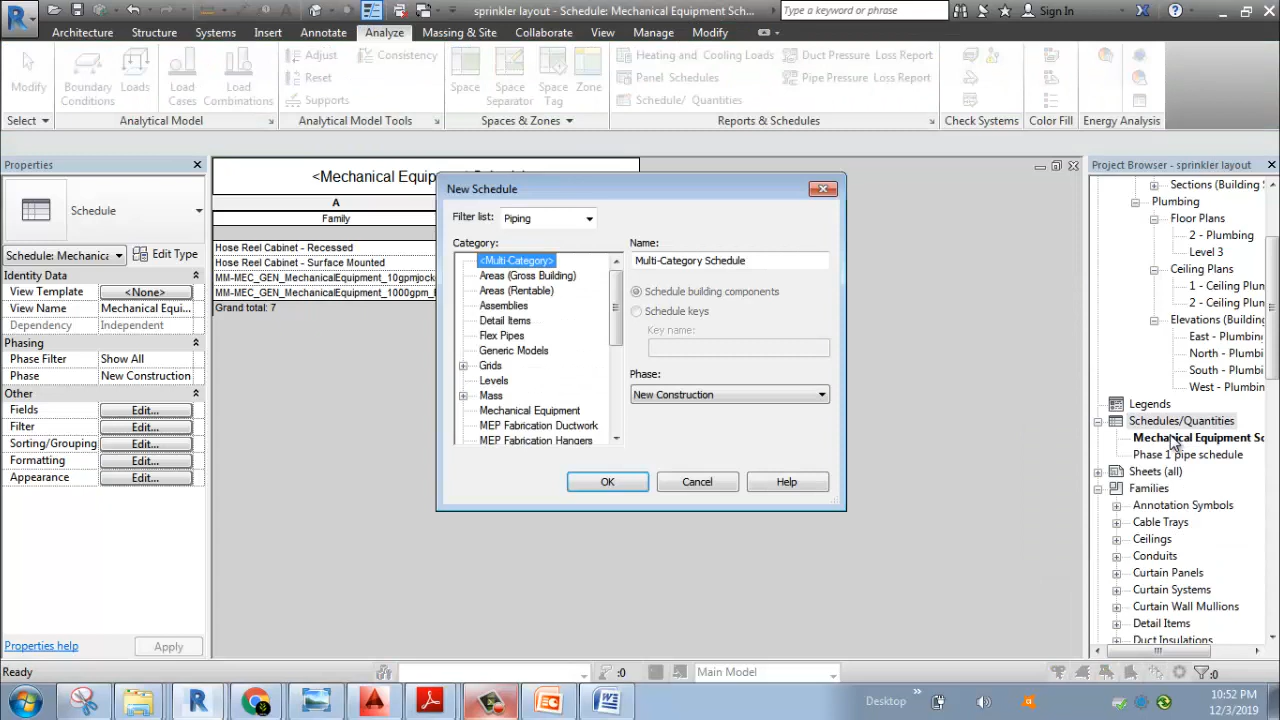 sprinkler layout - Schedule: Mechanical Equipment Sch...
Type a keyword or phrase
Sign In
Architecture Structure Systems Insert Annotate Analyze Massing & Site Collaborate View Manage Modify
Modify
Boundary Conditions
Loads
Load Cases
Load Combinations
Adjust
Reset
Supports
Consistency
Space
Space Separator
Space Tag
Zone
Heating and Cooling Loads
Panel Schedules
Schedule/ Quantities
Duct Pressure Loss Report
Pipe Pressure Loss Report
Select
Analytical Model
Analytical Model Tools
Spaces & Zones
Reports & Schedules
Check Systems
Color Fill
Energy Analysis
Properties
Schedule
Schedule: Mechanica
Edit Type
Identity Data
View Template <None>
View Name Mechanical Equi...
Dependency Independent
Phasing
Phase Filter Show All
Phase New Construction
Other
Fields Edit...
Filter Edit...
Sorting/Grouping Edit...
Formatting Edit...
Appearance Edit...
Properties help
Apply
<Mechanical Equip
A
Family
Hose Reel Cabinet - Recessed
Hose Reel Cabinet - Surface Mounted
MM-MEC_GEN_MechanicalEquipment_10gpmjock
MM-MEC_GEN_MechanicalEquipment_1000gpm_
Grand total: 7
New Schedule
Filter list: Piping
Category:
<Multi-Category>
Areas (Gross Building)
Areas (Rentable)
Assemblies
Detail Items
Flex Pipes
Generic Models
Grids
Levels
Mass
Mechanical Equipment
MEP Fabrication Ductwork
MEP Fabrication Hangers
Name:
Multi-Category Schedule
Schedule building components
Schedule keys
Key name:
Phase:
New Construction
OK
Cancel
Help
Project Browser - sprinkler layout
Sections (Building
Plumbing
Floor Plans
2 - Plumbing
Level 3
Ceiling Plans
1 - Ceiling Plun
2 - Ceiling Plun
Elevations (Building
East - Plumbing
North - Plumbi
South - Plumbi
West - Plumbin
Legends
Schedules/Quantities
Mechanical Equipment Sc
Phase 1 pipe schedule
Sheets (all)
Families
Annotation Symbols
Cable Trays
Ceilings
Conduits
Curtain Panels
Curtain Systems
Curtain Wall Mullions
Detail Items
Duct Insulations
Ready
:0
Main Model
:0
Desktop
10:52 PM
12/3/2019